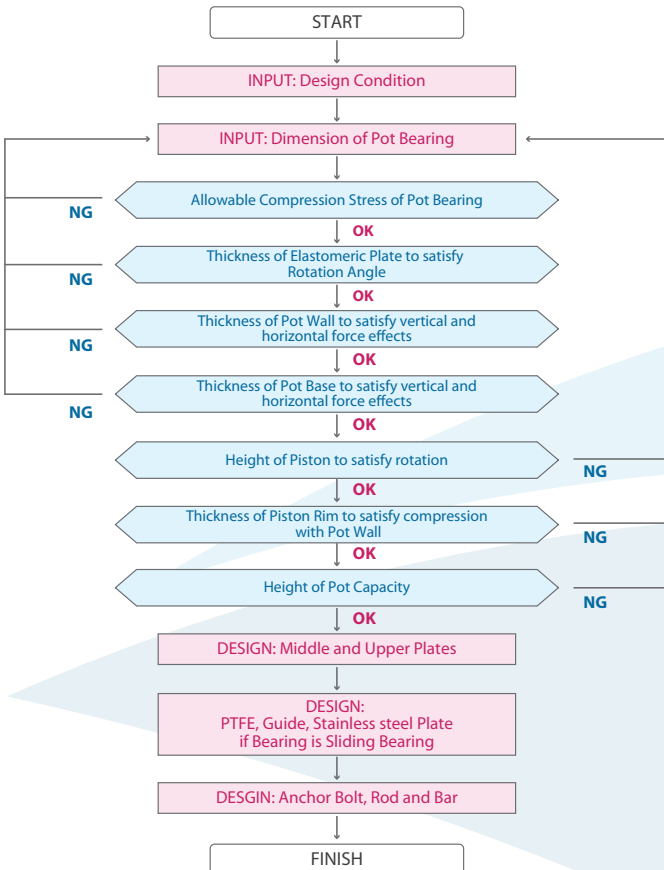 START
INPUT: Design Condition
INPUT: Dimension of Pot Bearing
Allowable Compression Stress of Pot Bearing
NG
OK
Thickness of Elastomeric Plate to satisfy
Rotation Angle
NG
OK
Thickness of Pot Wall to satisfy vertical and
horizontal force effects
NG
OK
Thickness of Pot Base to satisfy vertical and
horizontal force effects
NG
OK
Height of Piston to satisfy rotation
NG
OK
Thickness of Piston Rim to satisfy compression
with Pot Wall
NG
OK
Height of Pot Capacity
NG
OK
DESIGN: Middle and Upper Plates
DESIGN:
PTFE, Guide, Stainless steel Plate
if Bearing is Sliding Bearing
DESGIN: Anchor Bolt, Rod and Bar
FINISH